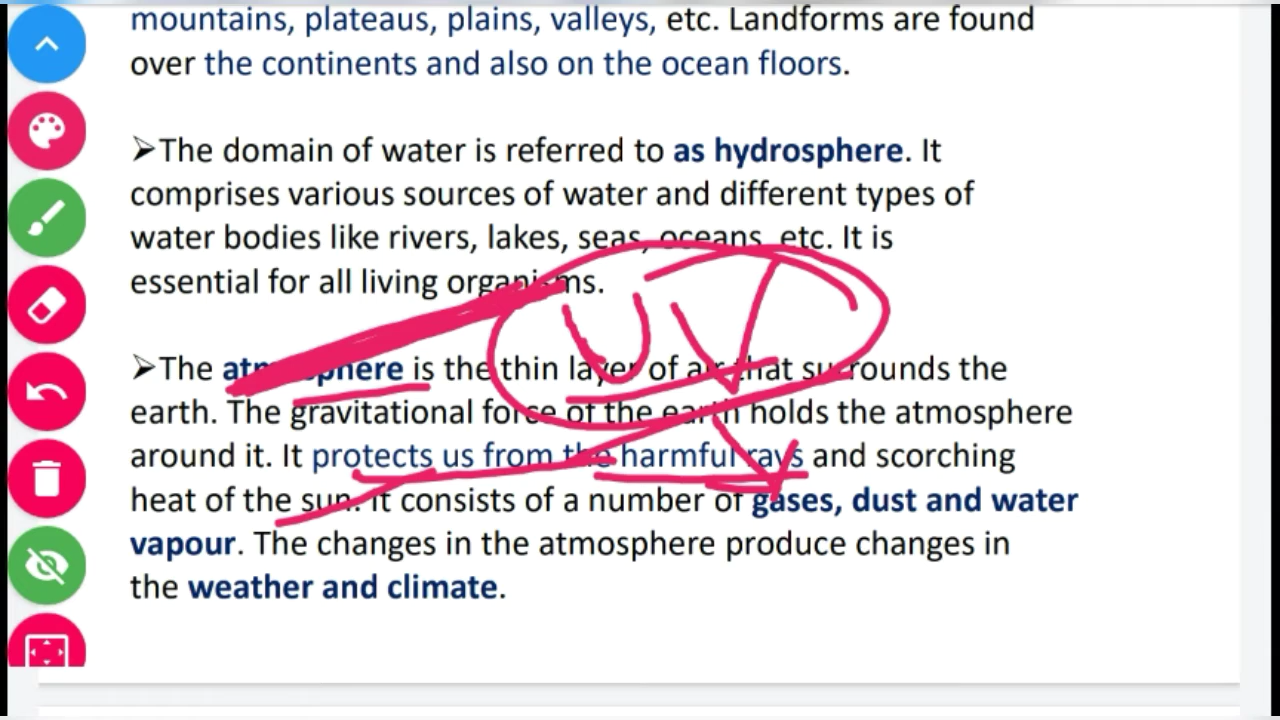 mountains, plateaus, plains, valleys, etc. Landforms are found
over the continents and also on the ocean floors.
➢The domain of water is referred to as hydrosphere. It
comprises various sources of water and different types of
water bodies like rivers, lakes, seas, oceans, etc. It is
essential for all living organisms.
UV
➢The atmosphere is the thin layer of air that surrounds the
earth. The gravitational force of the earth holds the atmosphere
around it. It protects us from the harmful rays and scorching
heat of the sun. It consists of a number of gases, dust and water
vapour. The changes in the atmosphere produce changes in
the weather and climate.